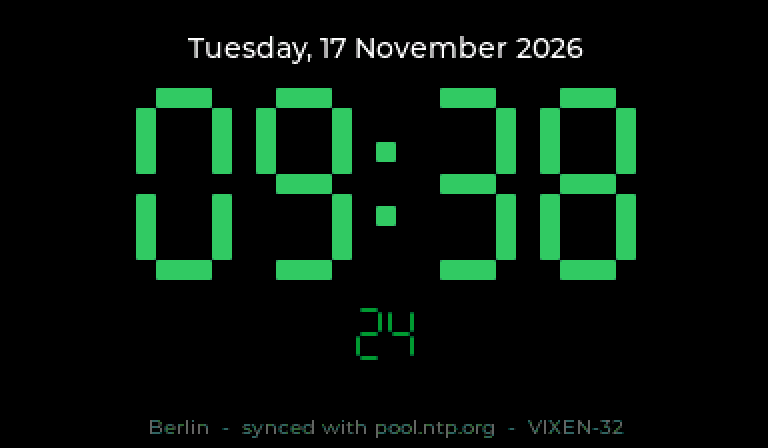 Tuesday, 17 November 2026
09:38
24
Berlin - synced with pool.ntp.org - VIXEN-32